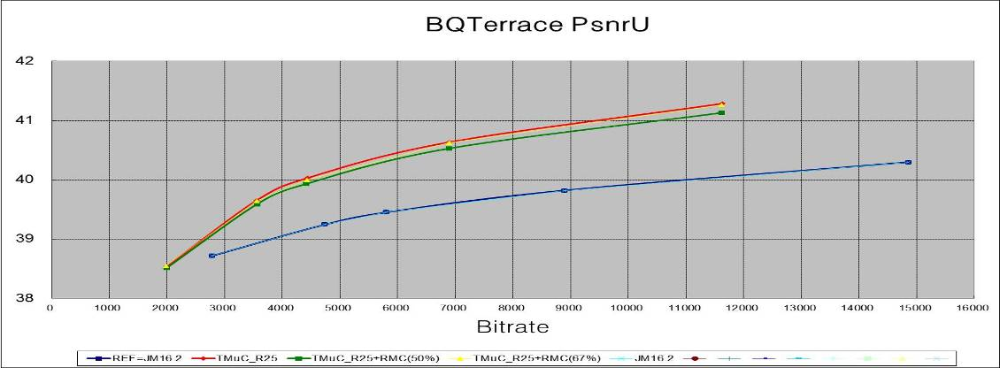 BQTerrace PsnrU
42
41
40
39
38
0 1000 2000 3000 4000 5000 6000 7000 8000 9000 10000 11000 12000 13000 14000 15000 16000
Bitrate
REF=JM16 2 TMuC_R25 TMuC_R25+RMC(50%) TMuC_R25+RMC(67%) JM16 2